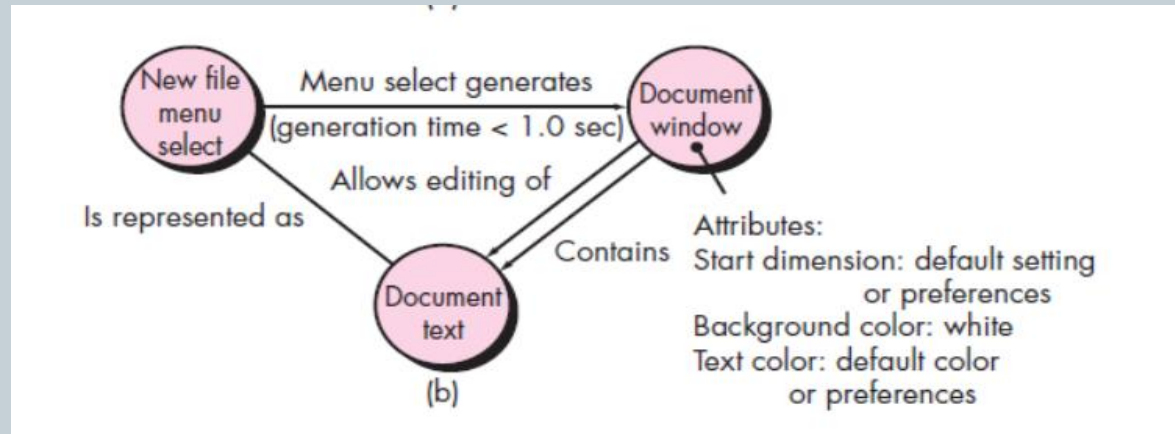 New file
menu
select
Menu select generates
(generation time < 1.0 sec)
Document
window
Allows editing of
Is represented as
Contains
Document
text
(b)
Attributes:
Start dimension: default setting
or preferences
Background color: white
Text color: default color
or preferences